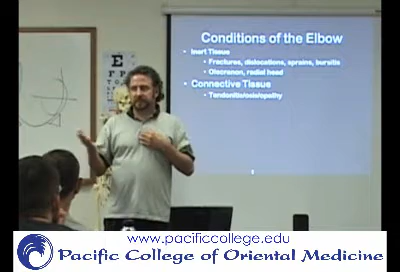 Conditions of the Elbow
• Inert Tissue
• Fractures, dislocations, sprains, bursitis
• Olecranon, radial head
• Connective Tissue
• Tendonitis/osis/opathy
E
F P
www.pacificcollege.edu
Pacific College of Oriental Medicine